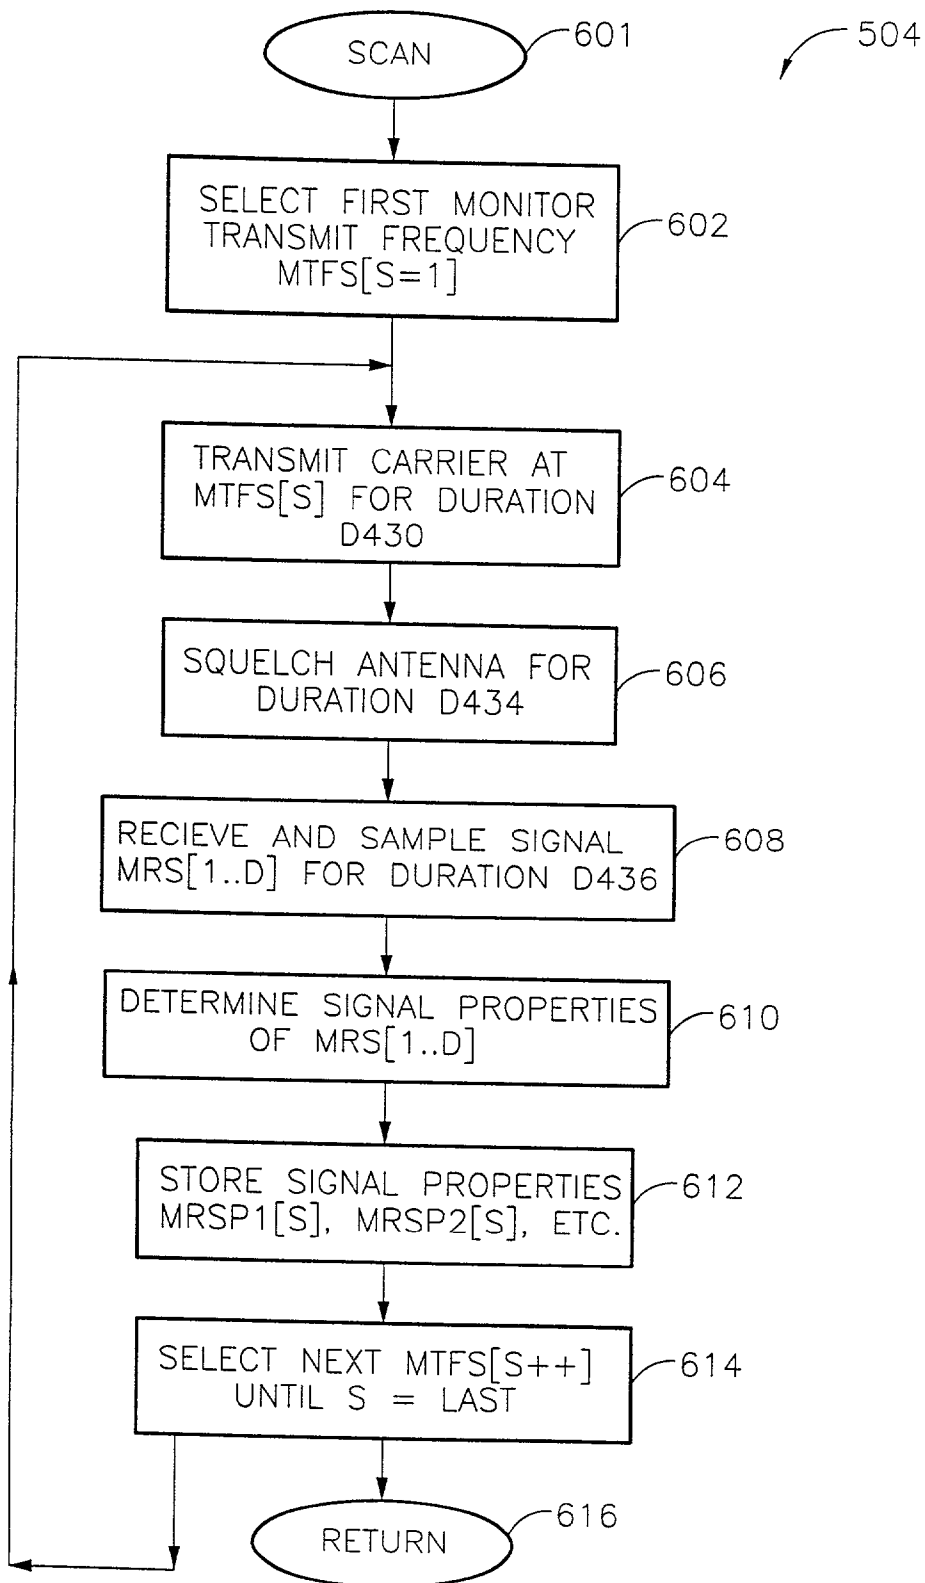 SCAN
601
504
SELECT FIRST MONITOR
TRANSMIT FREQUENCY
MTFS[S=1]
602
TRANSMIT CARRIER AT
MTFS[S] FOR DURATION
D430
604
SQUELCH ANTENNA FOR
DURATION D434
606
RECIEVE AND SAMPLE SIGNAL
MRS[1..D] FOR DURATION D436
608
DETERMINE SIGNAL PROPERTIES
OF MRS[1..D]
610
STORE SIGNAL PROPERTIES
MRSP1[S], MRSP2[S], ETC.
612
SELECT NEXT MTFS[S++]
UNTIL S = LAST
614
RETURN
616